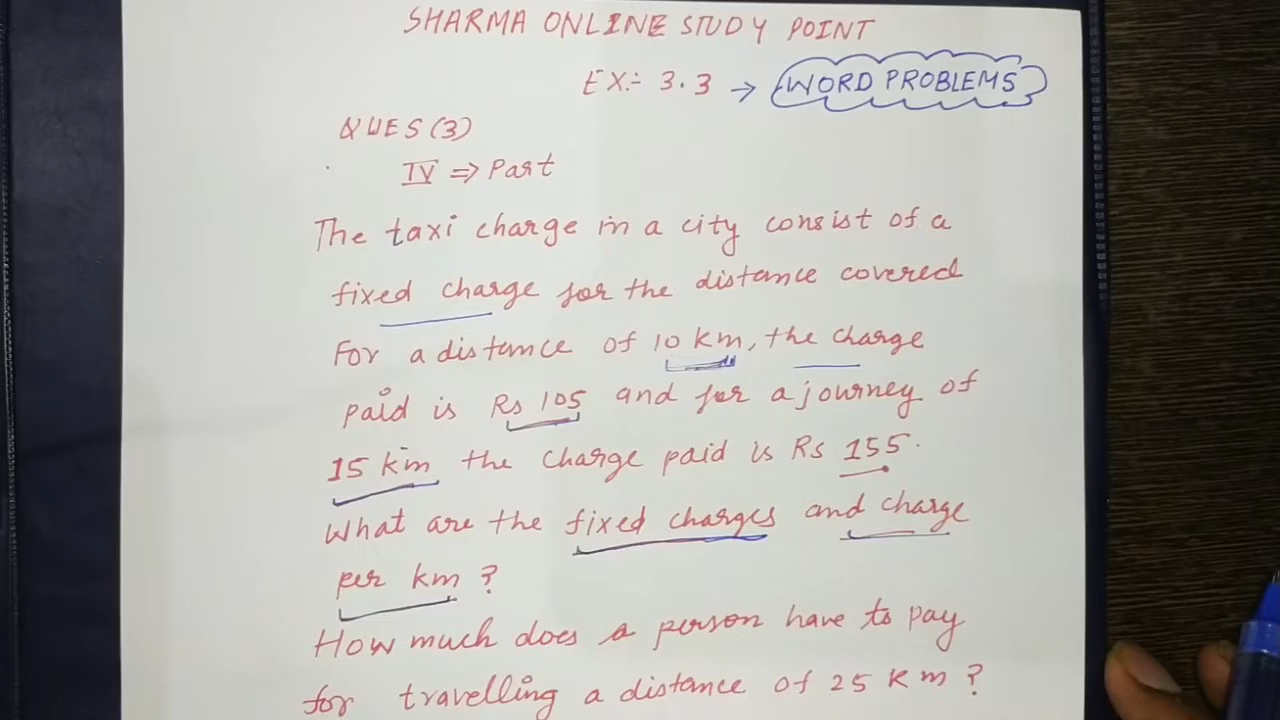 SHARMA ONLINE STUDY POINT
EX:- 3.3 → WORD PROBLEMS
QUES (3)
IV ⇒ Part
The taxi charge in a city consist of a
fixed charge for the distance covered
For a distance of 10 km, the charge
paid is Rs 105 and for a journey of
15 km the charge paid is Rs 155.
What are the fixed charges and charge
per km ?
How much does a person have to pay
for travelling a distance of 25 Km ?